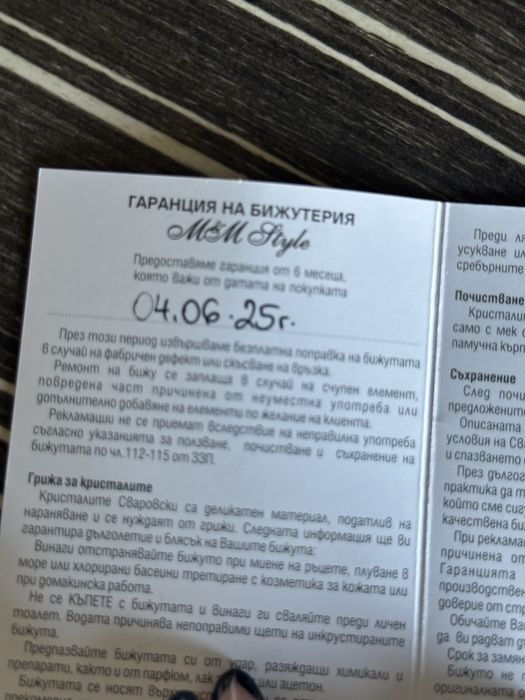 ГАРАНЦИЯ НА БИЖУТЕРИЯ
M&M Style
Предоставяме гаранция от 6 месеца,
която важи от датата на покупката
04.06.25г.
През този период извършваме безплатна поправка на бижутата
в случай на фабричен дефект или скъсване на връзка.
Ремонт на бижу се заплаща в случай на счупен елемент,
повредена част причинена от неуместна употреба или
допълнително добавяне на елементи по желание на клиента.
Рекламации не се приемат вследствие на неправилна употреба
съгласно указанията за ползване, почистване и съхранение на
бижутата по чл.112-115 от ЗЗП.
Грижа за кристалите
Кристалите Сваровски са деликатен материал, податлив на
нараняване и се нуждаят от грижи. Следната информация ще ви
гарантира дълголетие и блясък на Вашите бижута:
Винаги отстранявайте бижуто при миене на ръцете, плуване в
море или хлорирани басеини третиране с козметика за кожата или
при домакинска работа.
Не се КЪПЕТЕ с бижутата и винаги ги сваляйте преди личен
тоалет. Водата причинява непоправими щети на инкрустираните
бижута.
Предпазвайте бижутата си от удар, разяждащи химикали и
препарати, както и от парфюм, лак или ацетон.
Бижутата се носят
Преди
усукване
сребърните
Почистване
само с мек
памучна
Съхранение
След
Описаната
условия на
и спазването
През
практика да
който сме
качествена
При
причинена от
Гаранцията
доверие от
Обичайте
да ви радват
Срок за
Бижуто не